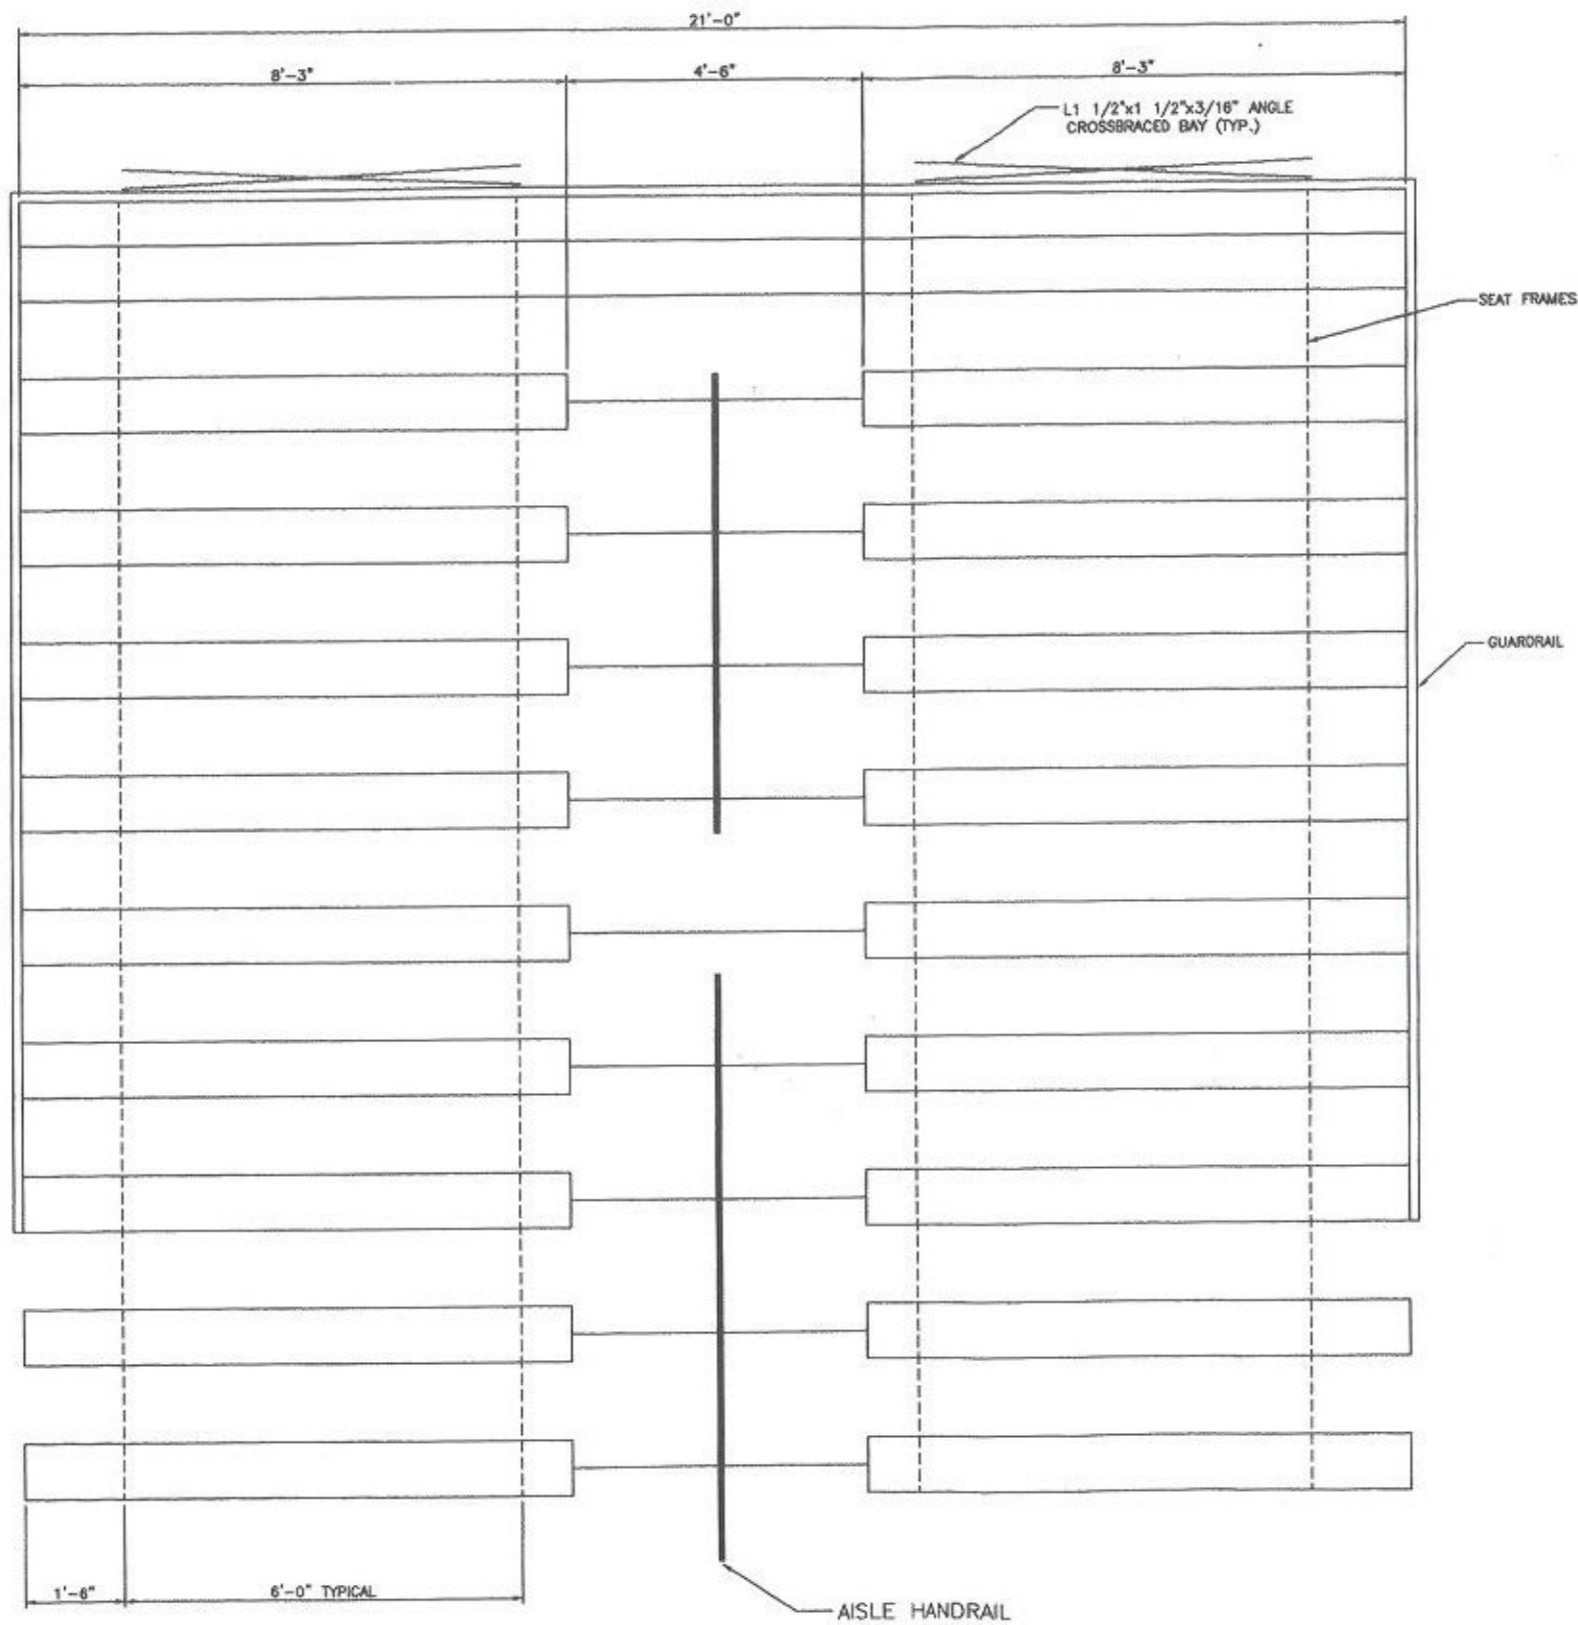 21'-0"
8'-3"
4'-6"
8'-3"
L1 1/2"x1 1/2"x3/16" ANGLE
CROSSBRACED BAY (TYP.)
SEAT FRAMES
GUARDRAIL
1'-6"
6'-0" TYPICAL
AISLE HANDRAIL